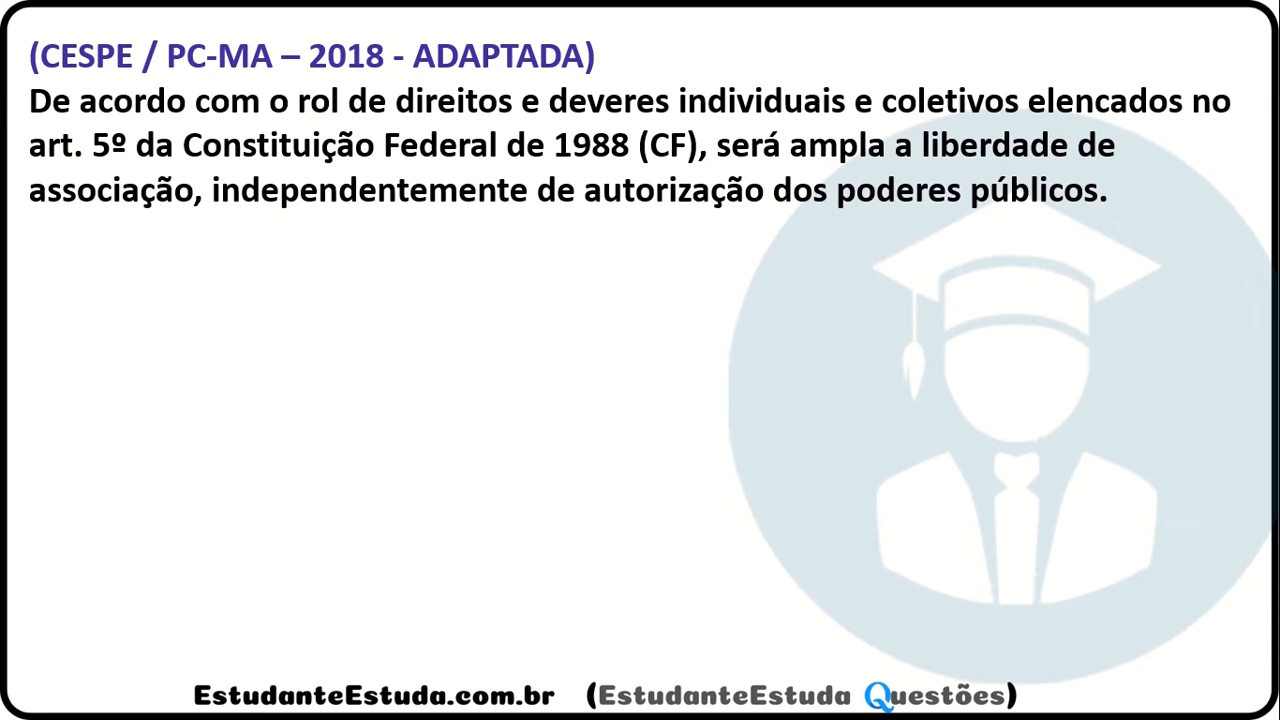 (CESPE / PC-MA – 2018 - ADAPTADA)
De acordo com o rol de direitos e deveres individuais e coletivos elencados no
art. 5º da Constituição Federal de 1988 (CF), será ampla a liberdade de
associação, independentemente de autorização dos poderes públicos.
EstudanteEstuda.com.br (EstudanteEstuda Questões)